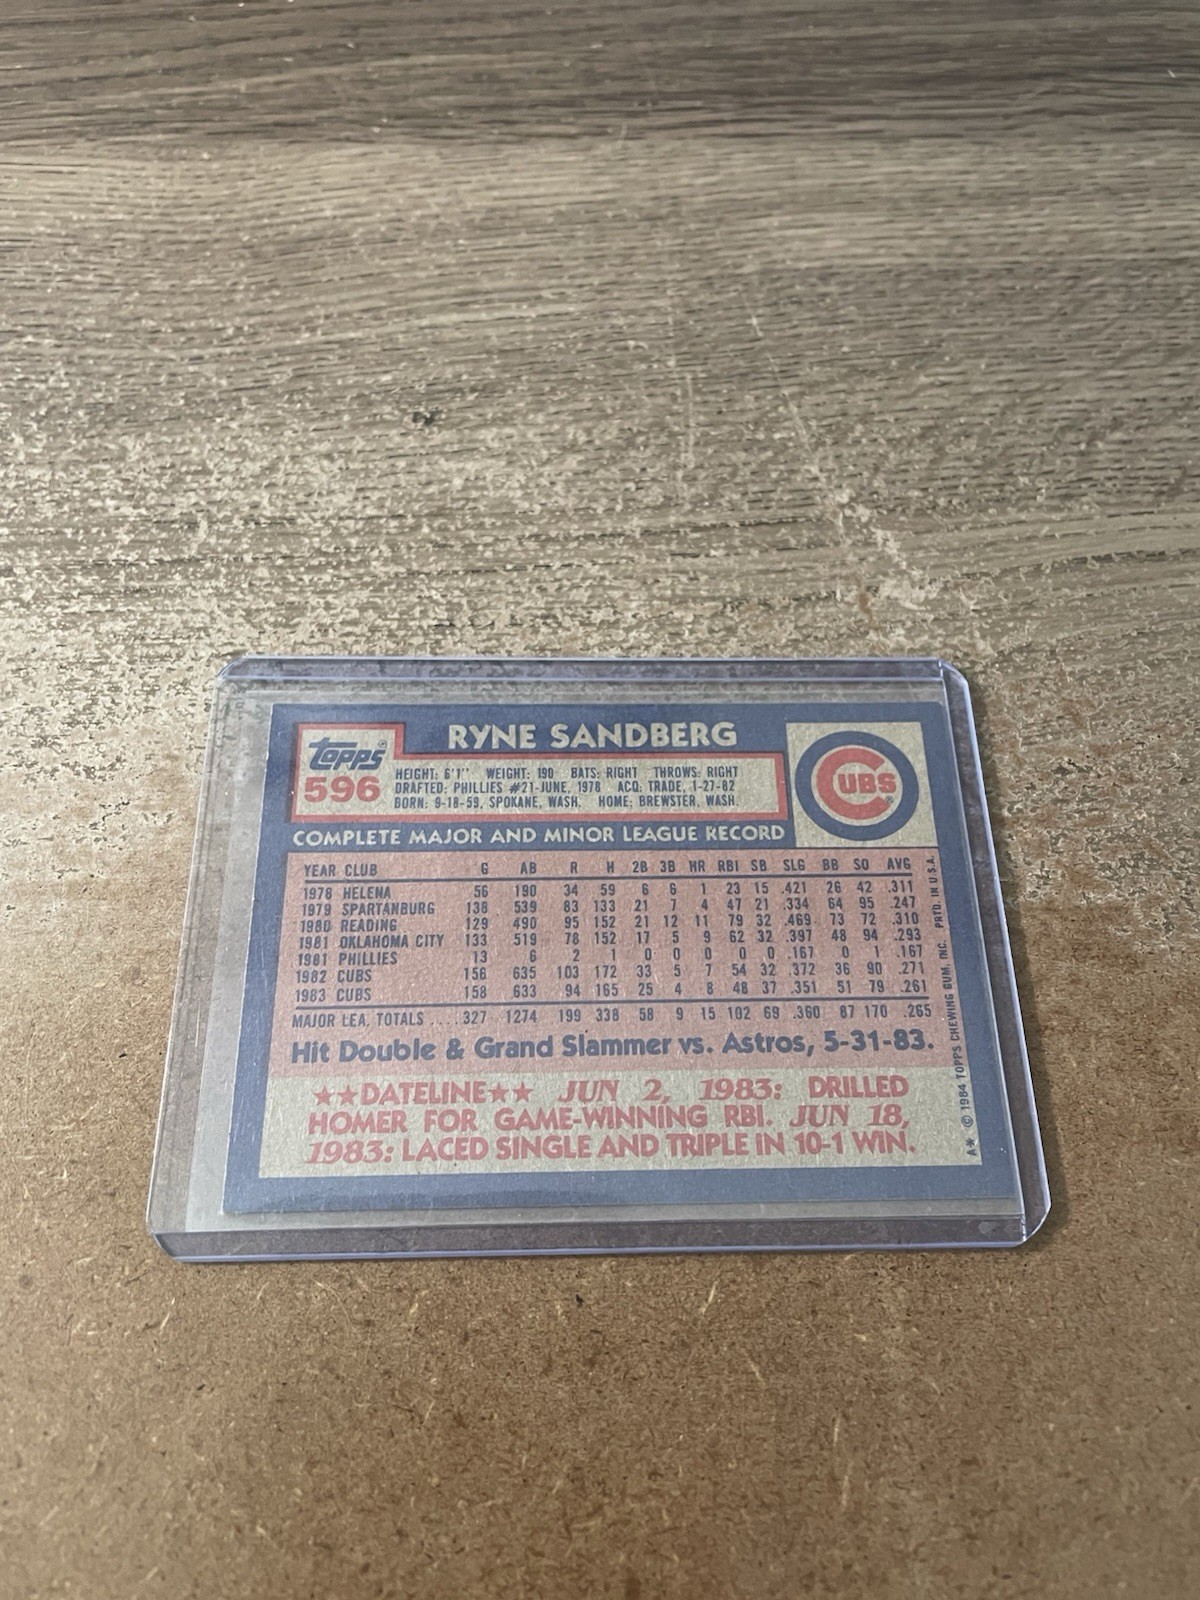 topps®
596
RYNE SANDBERG
HEIGHT: 6'1" WEIGHT: 190 BATS: RIGHT THROWS: RIGHT
DRAFTED: PHILLIES #21-JUNE, 1978 ACQ: TRADE, 1-27-82
BORN: 9-18-59, SPOKANE, WASH. HOME: BREWSTER, WASH.
CUBS®
COMPLETE MAJOR AND MINOR LEAGUE RECORD
YEAR CLUB G AB R H 2B 3B HR RBI SB SLG BB SO AVG
1978 HELENA 56 190 34 59 6 6 1 23 15 .421 26 42 .311
1979 SPARTANBURG 138 539 83 133 21 7 4 47 21 .334 64 95 .247
1980 READING 129 490 95 152 21 12 11 79 32 .469 73 72 .310
1981 OKLAHOMA CITY 133 519 78 152 17 5 9 62 32 .397 48 94 .293
1981 PHILLIES 13 6 2 1 0 0 0 0 0 .167 0 1 .167
1982 CUBS 156 635 103 172 33 5 7 54 32 .372 36 90 .271
1983 CUBS 158 633 94 165 25 4 8 48 37 .351 51 79 .261
MAJOR LEA. TOTALS .... 327 1274 199 338 58 9 15 102 69 .360 87 170 .265
Hit Double & Grand Slammer vs. Astros, 5-31-83.
★★DATELINE★★ JUN 2, 1983: DRILLED
HOMER FOR GAME-WINNING RBI. JUN 18,
1983: LACED SINGLE AND TRIPLE IN 10-1 WIN.
A* © 1984 TOPPS CHEWING GUM, INC. PRTD. IN U.S.A.